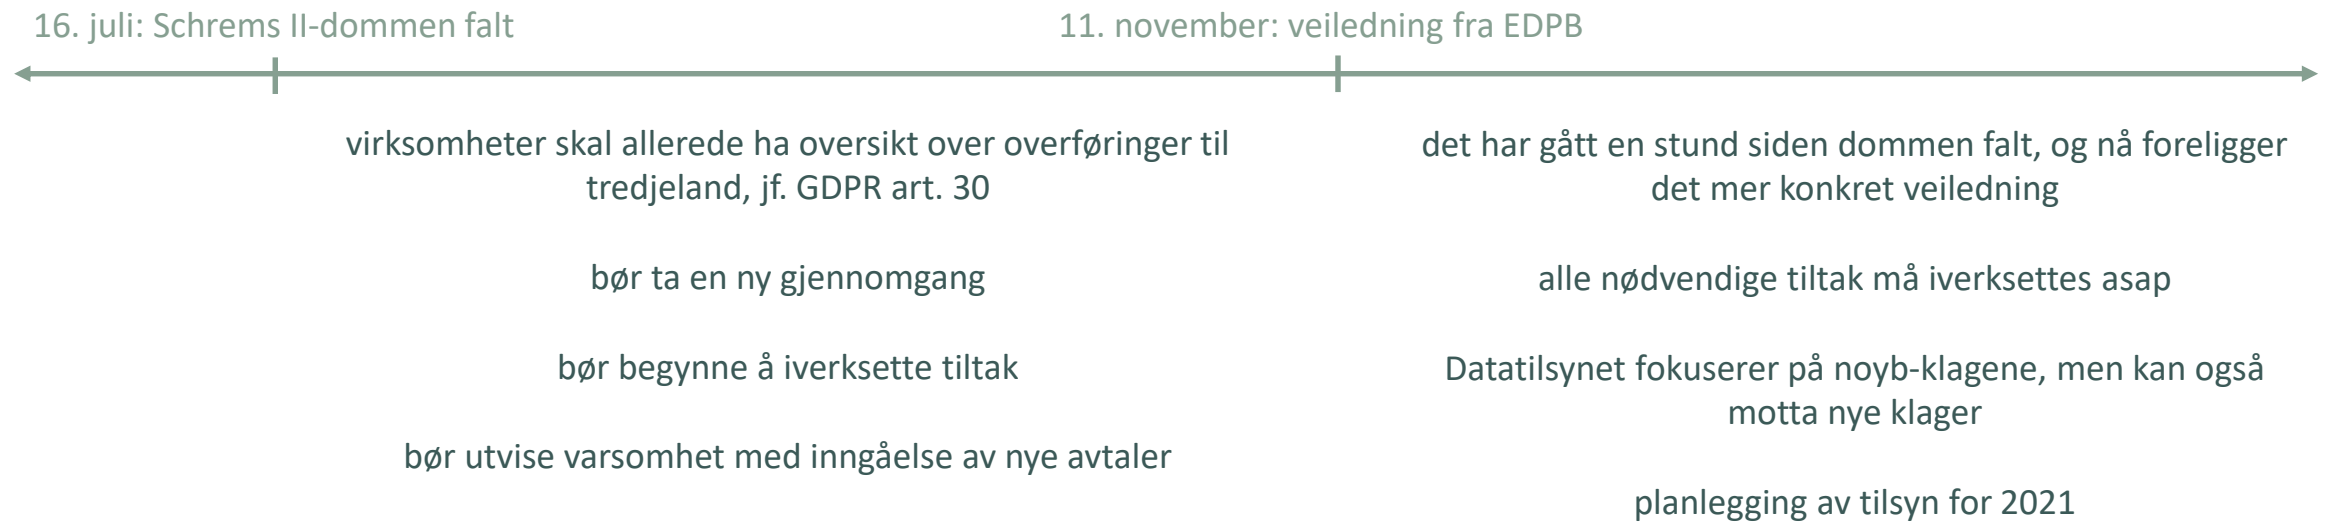 16. juli: Schrems II-dommen falt
11. november: veiledning fra EDPB
virksomheter skal allerede ha oversikt over overføringer til
tredjeland, jf. GDPR art. 30
bør ta en ny gjennomgang
bør begynne å iverksette tiltak
bør utvise varsomhet med inngåelse av nye avtaler
det har gått en stund siden dommen falt, og nå foreligger
det mer konkret veiledning
alle nødvendige tiltak må iverksettes asap
Datatilsynet fokuserer på noyb-klagene, men kan også
motta nye klager
planlegging av tilsyn for 2021